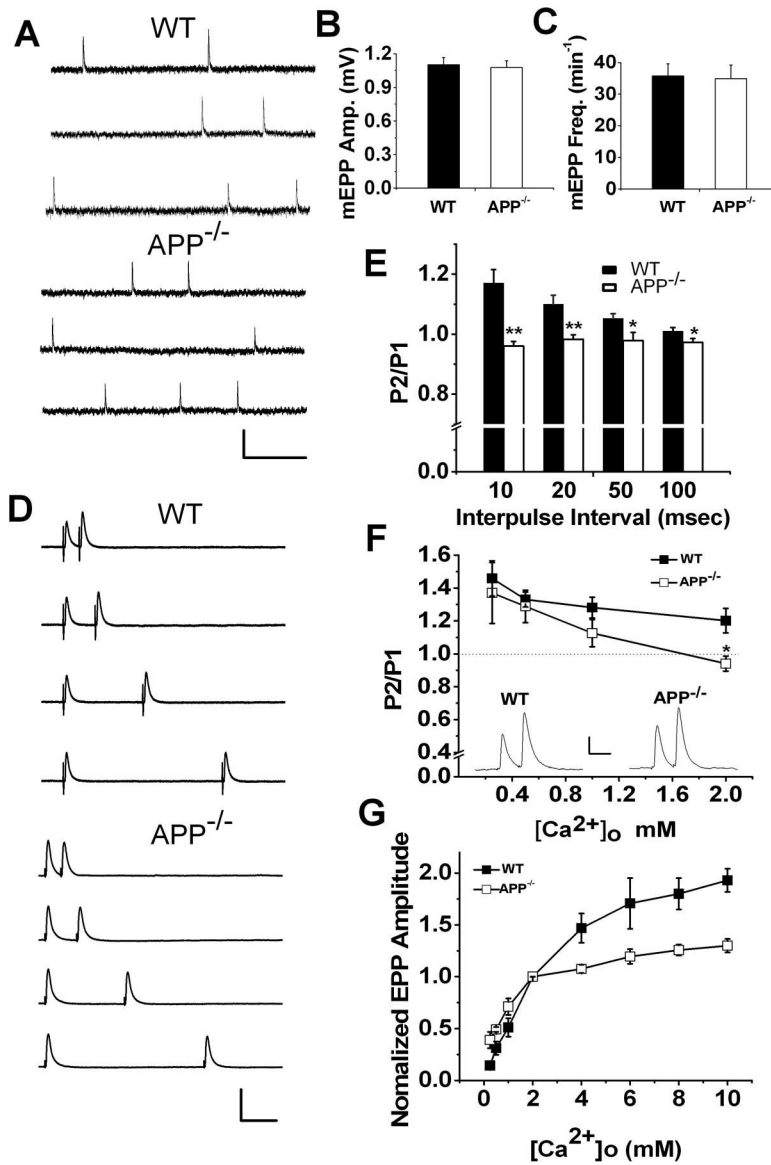 A
WT
APP-/-
B
mEPP Amp. (mV)
1.2
0.9
0.6
0.3
0.0
WT
APP-/-
C
mEPP Freq. (min-1)
40
30
20
10
0
WT
APP-/-
D
WT
APP-/-
E
P2/P1
1.2
1.0
0.8
0.0
WT
APP-/-
**
**
*
*
10
20
50
100
Interpulse Interval (msec)
F
P2/P1
1.6
1.4
1.2
1.0
0.8
0.6
0.4
0.0
WT
APP-/-
*
WT
APP-/-
0.4
0.8
1.2
1.6
2.0
[Ca2+]o mM
G
Nomalized EPP Amplitude
2.0
1.5
1.0
0.5
0.0
WT
APP-/-
0
2
4
6
8
10
[Ca2+]o (mM)